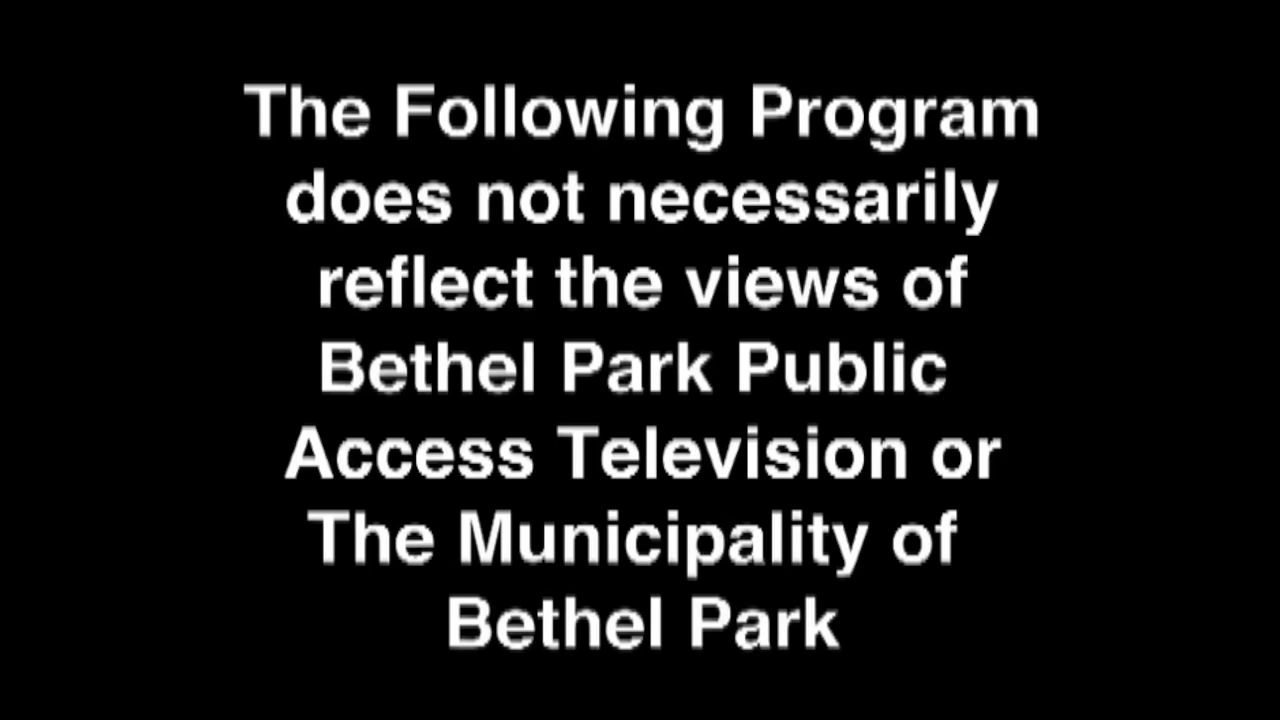 The Following Program
does not necessarily
reflect the views of
Bethel Park Public
Access Television or
The Municipality of
Bethel Park